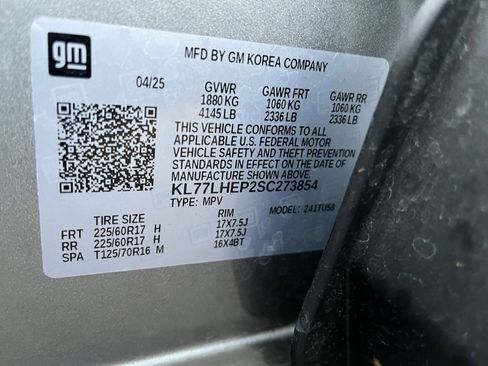 gm
MFD BY GM KOREA COMPANY
04/25 GVWR GAWR FRT GAWR RR
1880 KG 1060 KG 1060 KG
4145 LB 2336 LB 2336 LB
THIS VEHICLE CONFORMS TO ALL
APPLICABLE U.S. FEDERAL MOTOR
VEHICLE SAFETY AND THEFT PREVENTION
STANDARDS IN EFFECT ON THE DATE
OF MANUFACTURE SHOWN ABOVE.
KL77LHEP2SC273854
TYPE: MPV MODEL: 241TU58
TIRE SIZE RIM
FRT 225/60R17 H 17X7.5J
RR 225/60R17 H 17X7.5J
SPA T125/70R16 M 16X4BT